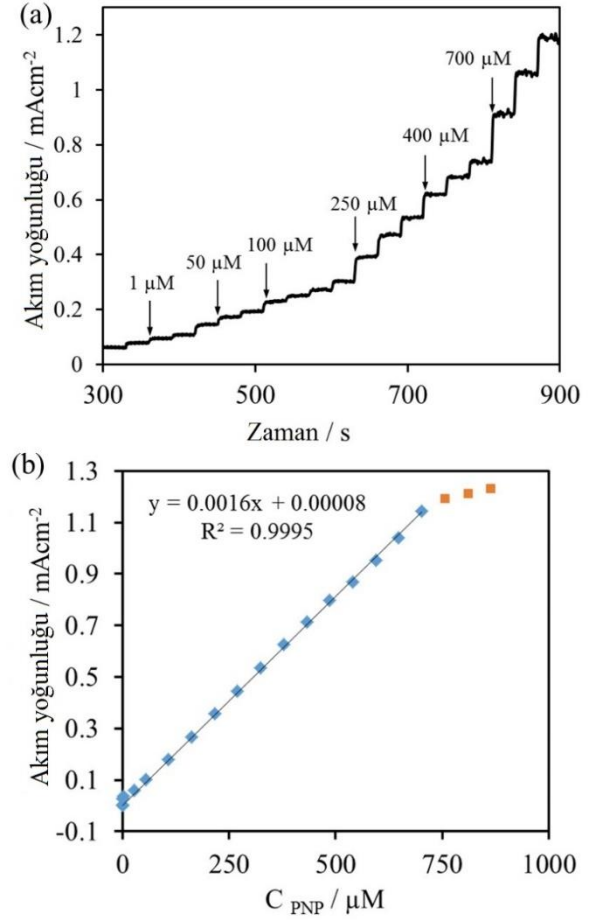 (a)
Akım yoğunluğu / mAcm⁻²
1.2
1
0.8
0.6
0.4
0.2
0
1 µM
50 µM
100 µM
250 µM
400 µM
700 µM
300
500
700
900
Zaman / s
(b)
Akım yoğunluğu / mAcm⁻²
1.3
1.1
0.9
0.7
0.5
0.3
0.1
-0.1
y = 0.0016x + 0.00008
R² = 0.9995
0
250
500
750
1000
C PNP / µM